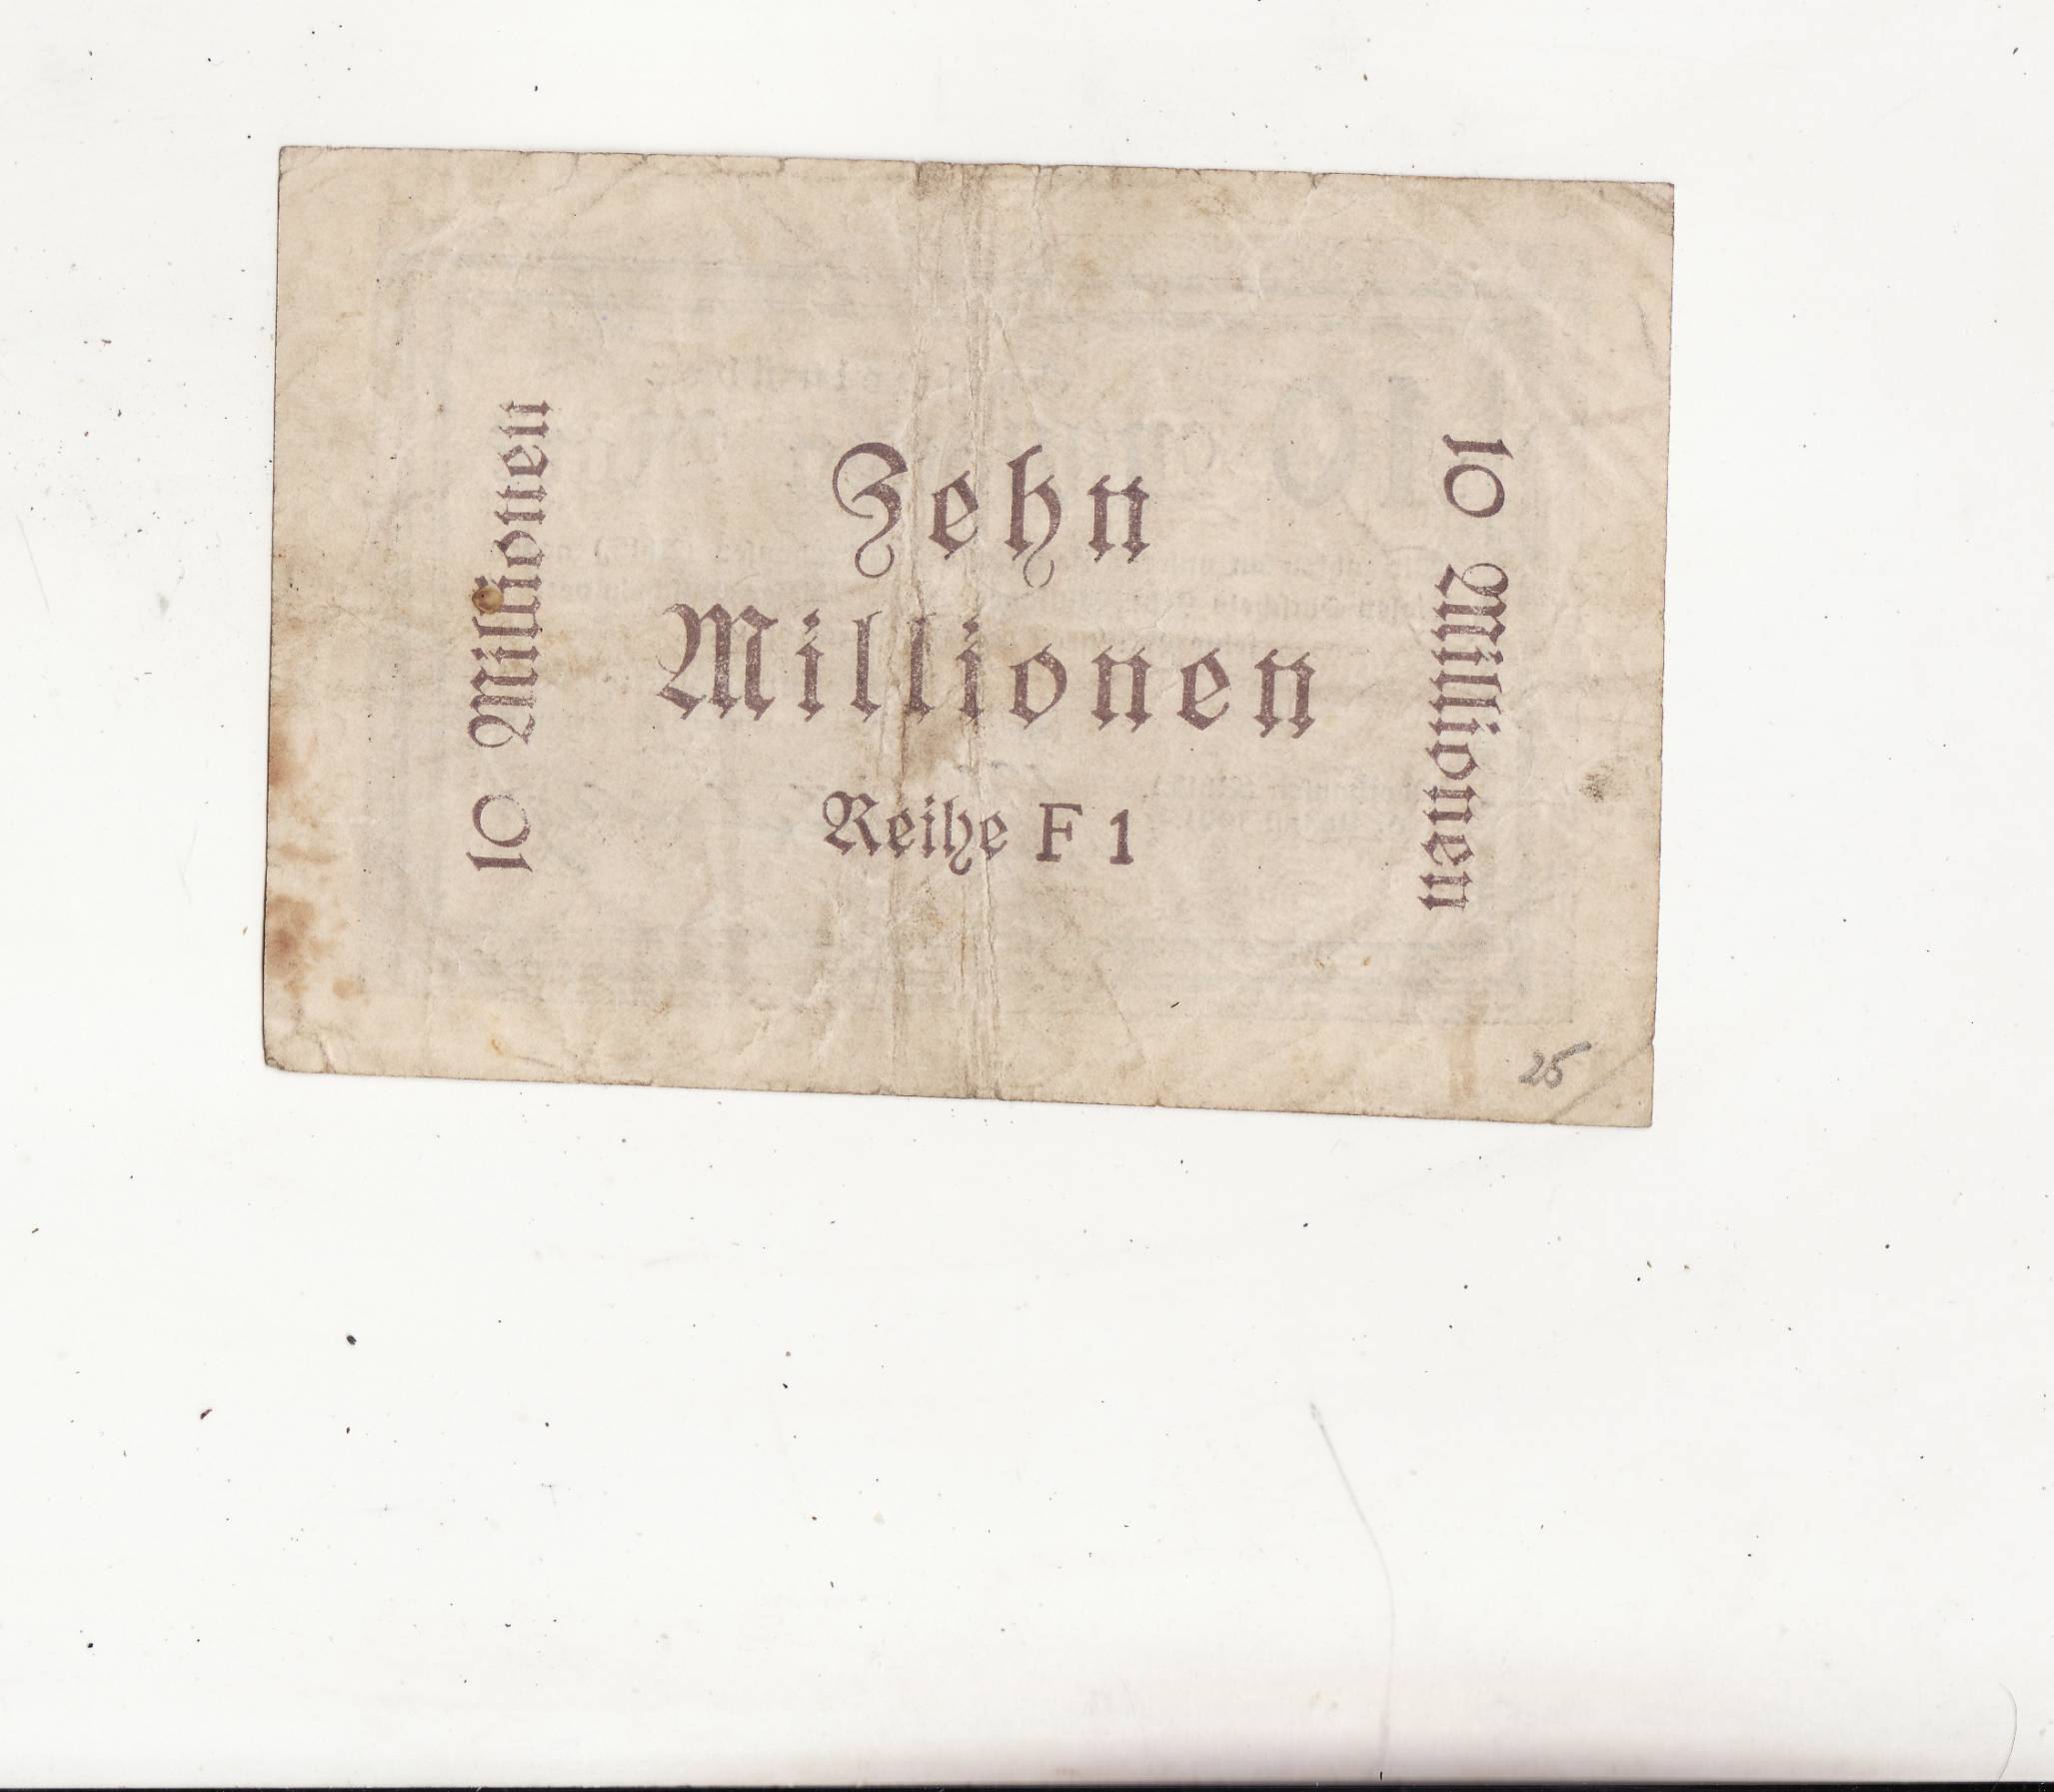 10 Millionen
Zehn
Millionen
Reihe F 1
10 Millionen
25